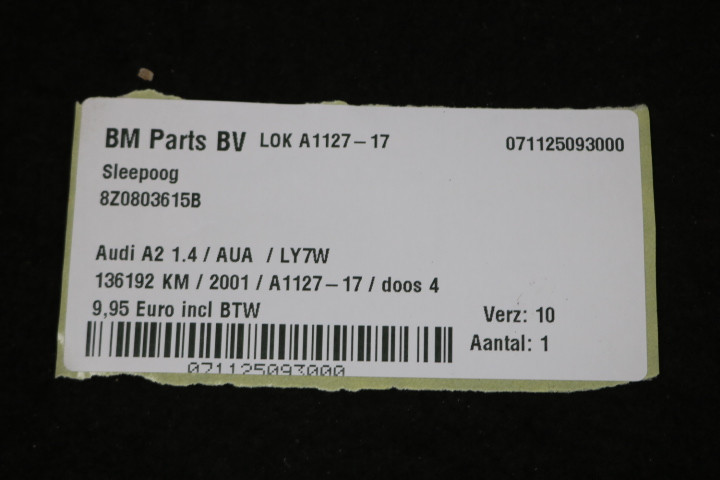 BM Parts BV LOK A1127-17 071125093000
Sleepoog
8Z0803615B
Audi A2 1.4 / AUA / LY7W
136192 KM / 2001 / A1127-17 / doos 4
9,95 Euro incl BTW
Verz: 10
Aantal: 1
071125093000